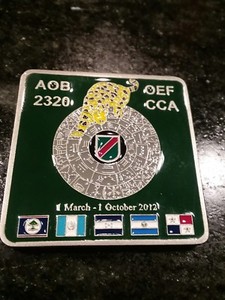 AOB OEF
2320 CCA
1 March - 1 October 2012